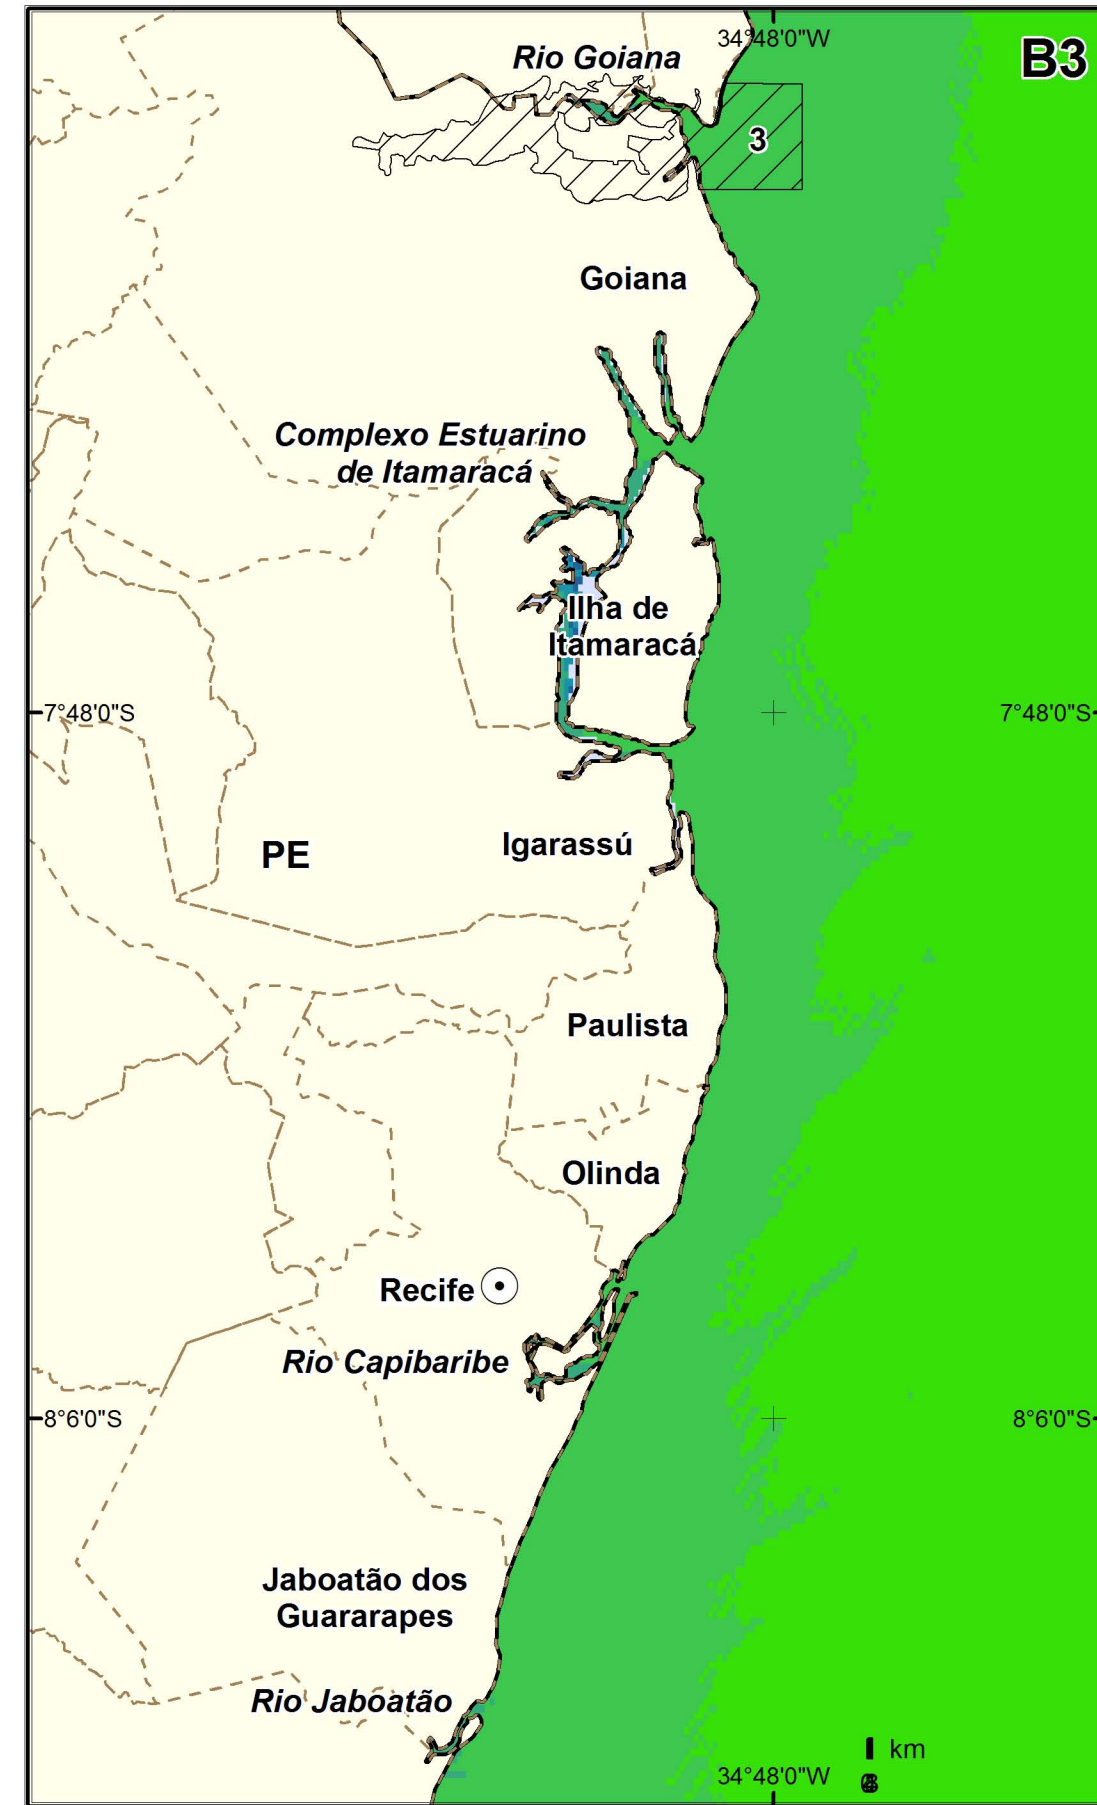 34°48'0"W
B3
Rio Goiana
3
Goiana
Complexo Estuarino
de Itamaracá
Ilha de
Itamaracá
7°48'0"S
7°48'0"S
Igarassú
PE
Paulista
Olinda
Recife
Rio Capibaribe
8°6'0"S
8°6'0"S
Jaboatão dos
Guararapes
Rio Jaboatão
km
34°48'0"W